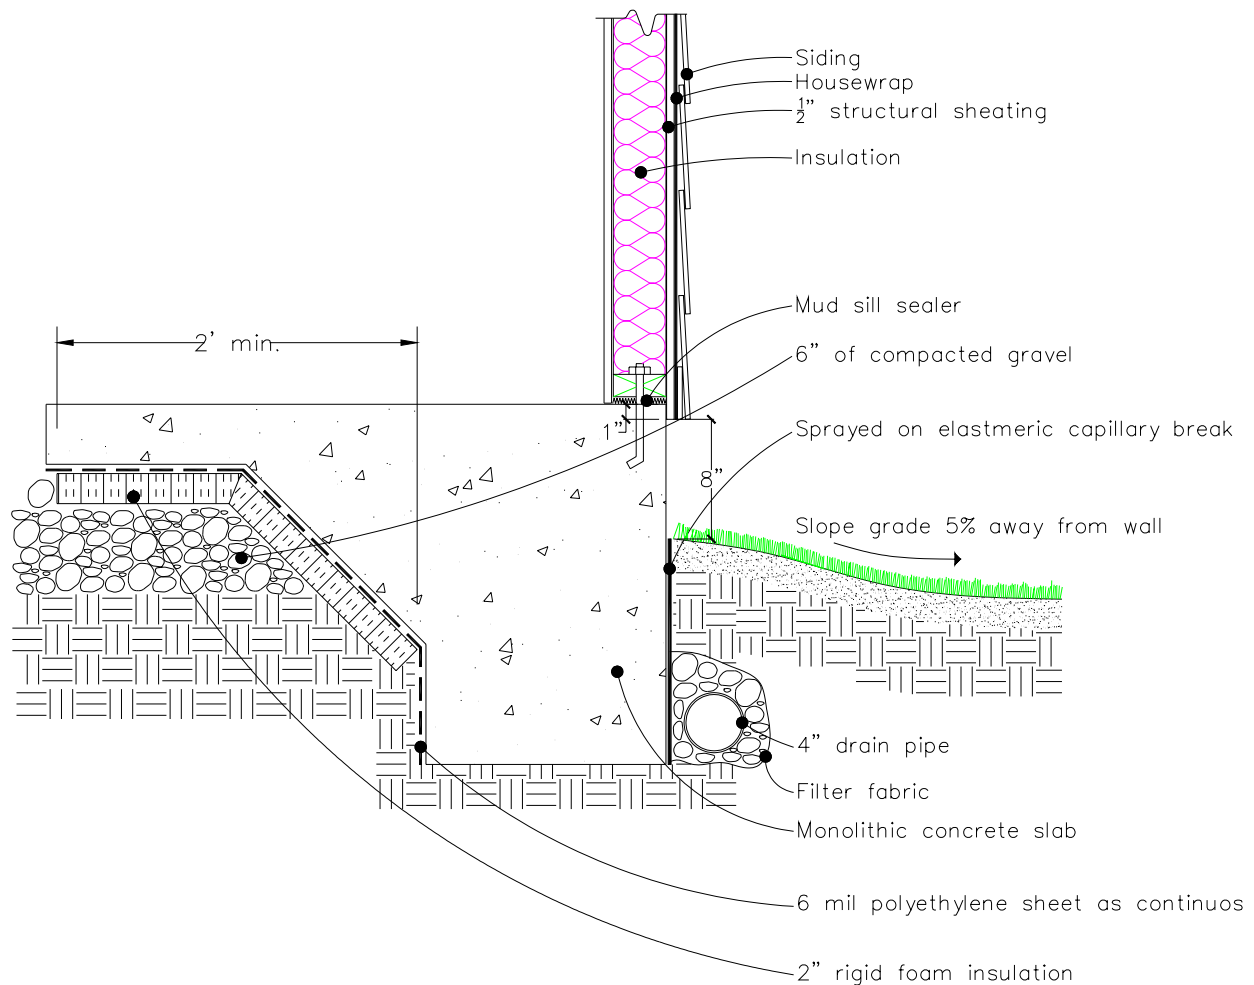 Siding
Housewrap
1/2” structural sheating
Insulation
Mud sill sealer
2’ min.
6” of compacted gravel
1”
Sprayed on elastmeric capillary break
8”
Slope grade 5% away from wall
4” drain pipe
Filter fabric
Monolithic concrete slab
6 mil polyethylene sheet as continuos
2” rigid foam insulation